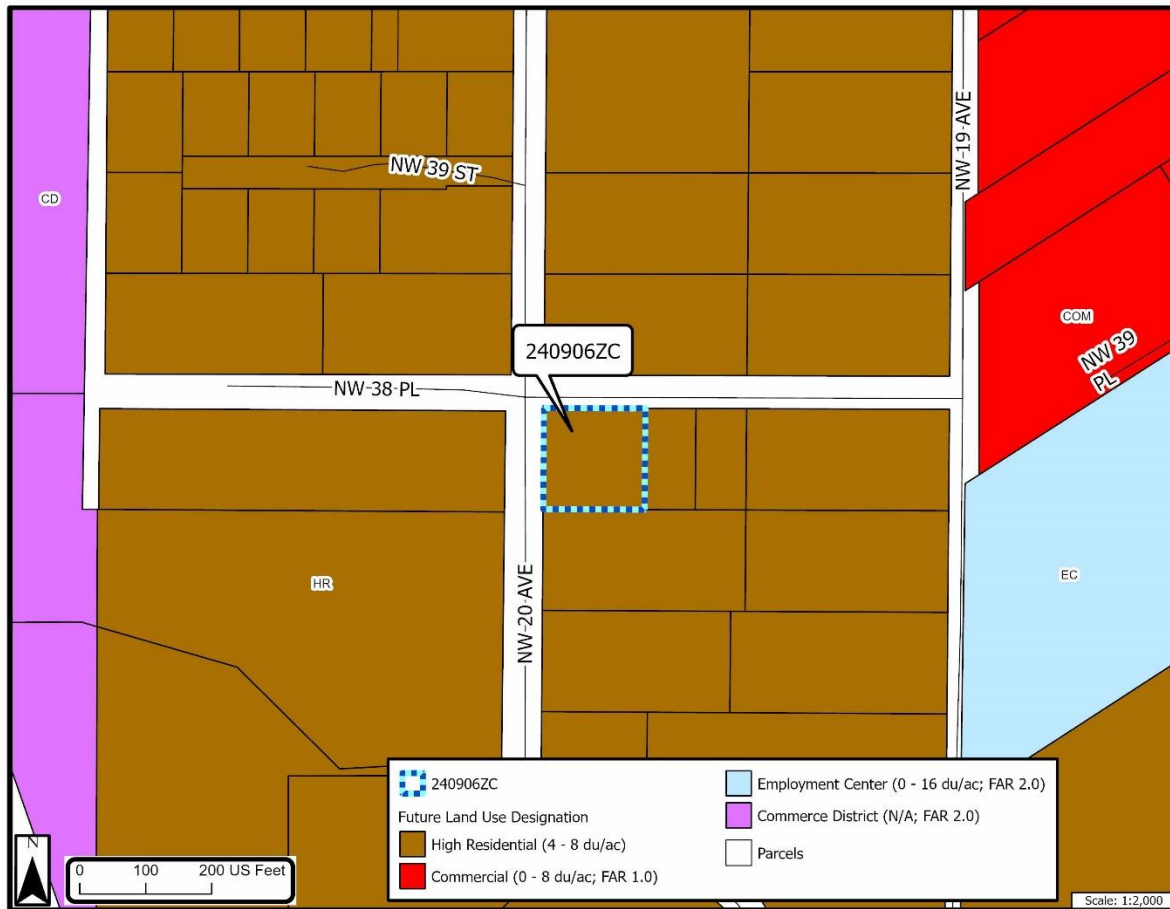 NW 39 ST
NW-19-AVE
CD
240906ZC
COM
NW 39
PL
NW-38-PL
HR
EC
NW-20-AVE
240906ZC
Future Land Use Designation
High Residential (4 - 8 du/ac)
Commercial (0 - 8 du/ac; FAR 1.0)
Employment Center (0 - 16 du/ac; FAR 2.0)
Commerce District (N/A; FAR 2.0)
Parcels
N
0 100 200 US Feet
Scale: 1:2,000